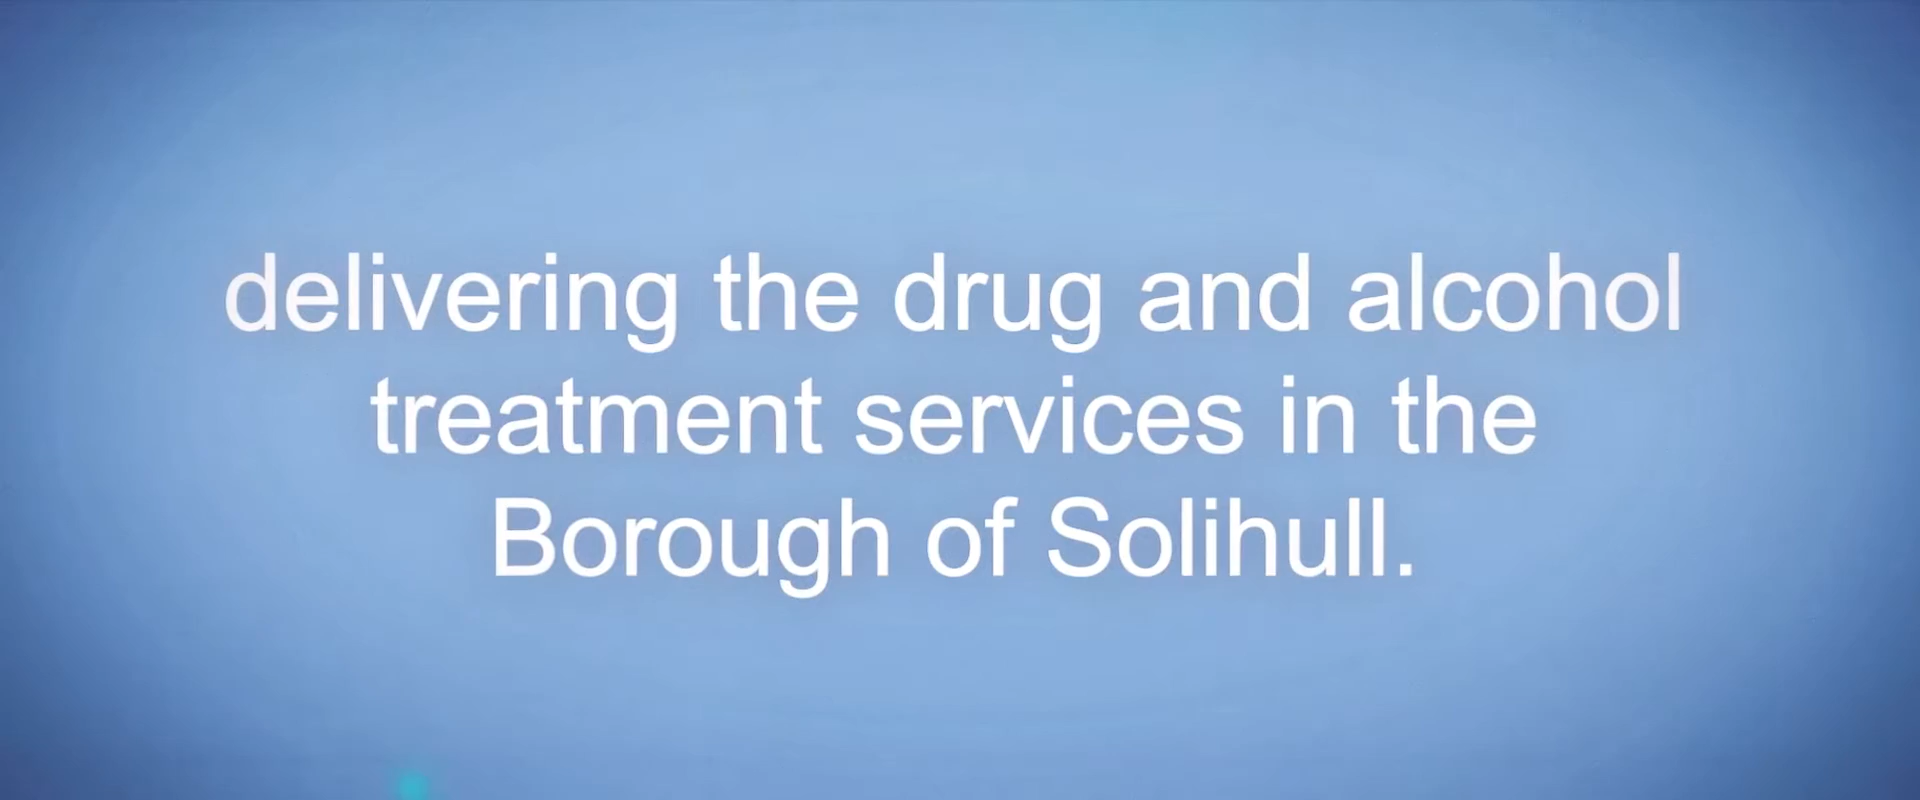 delivering the drug and alcohol
treatment services in the
Borough of Solihull.